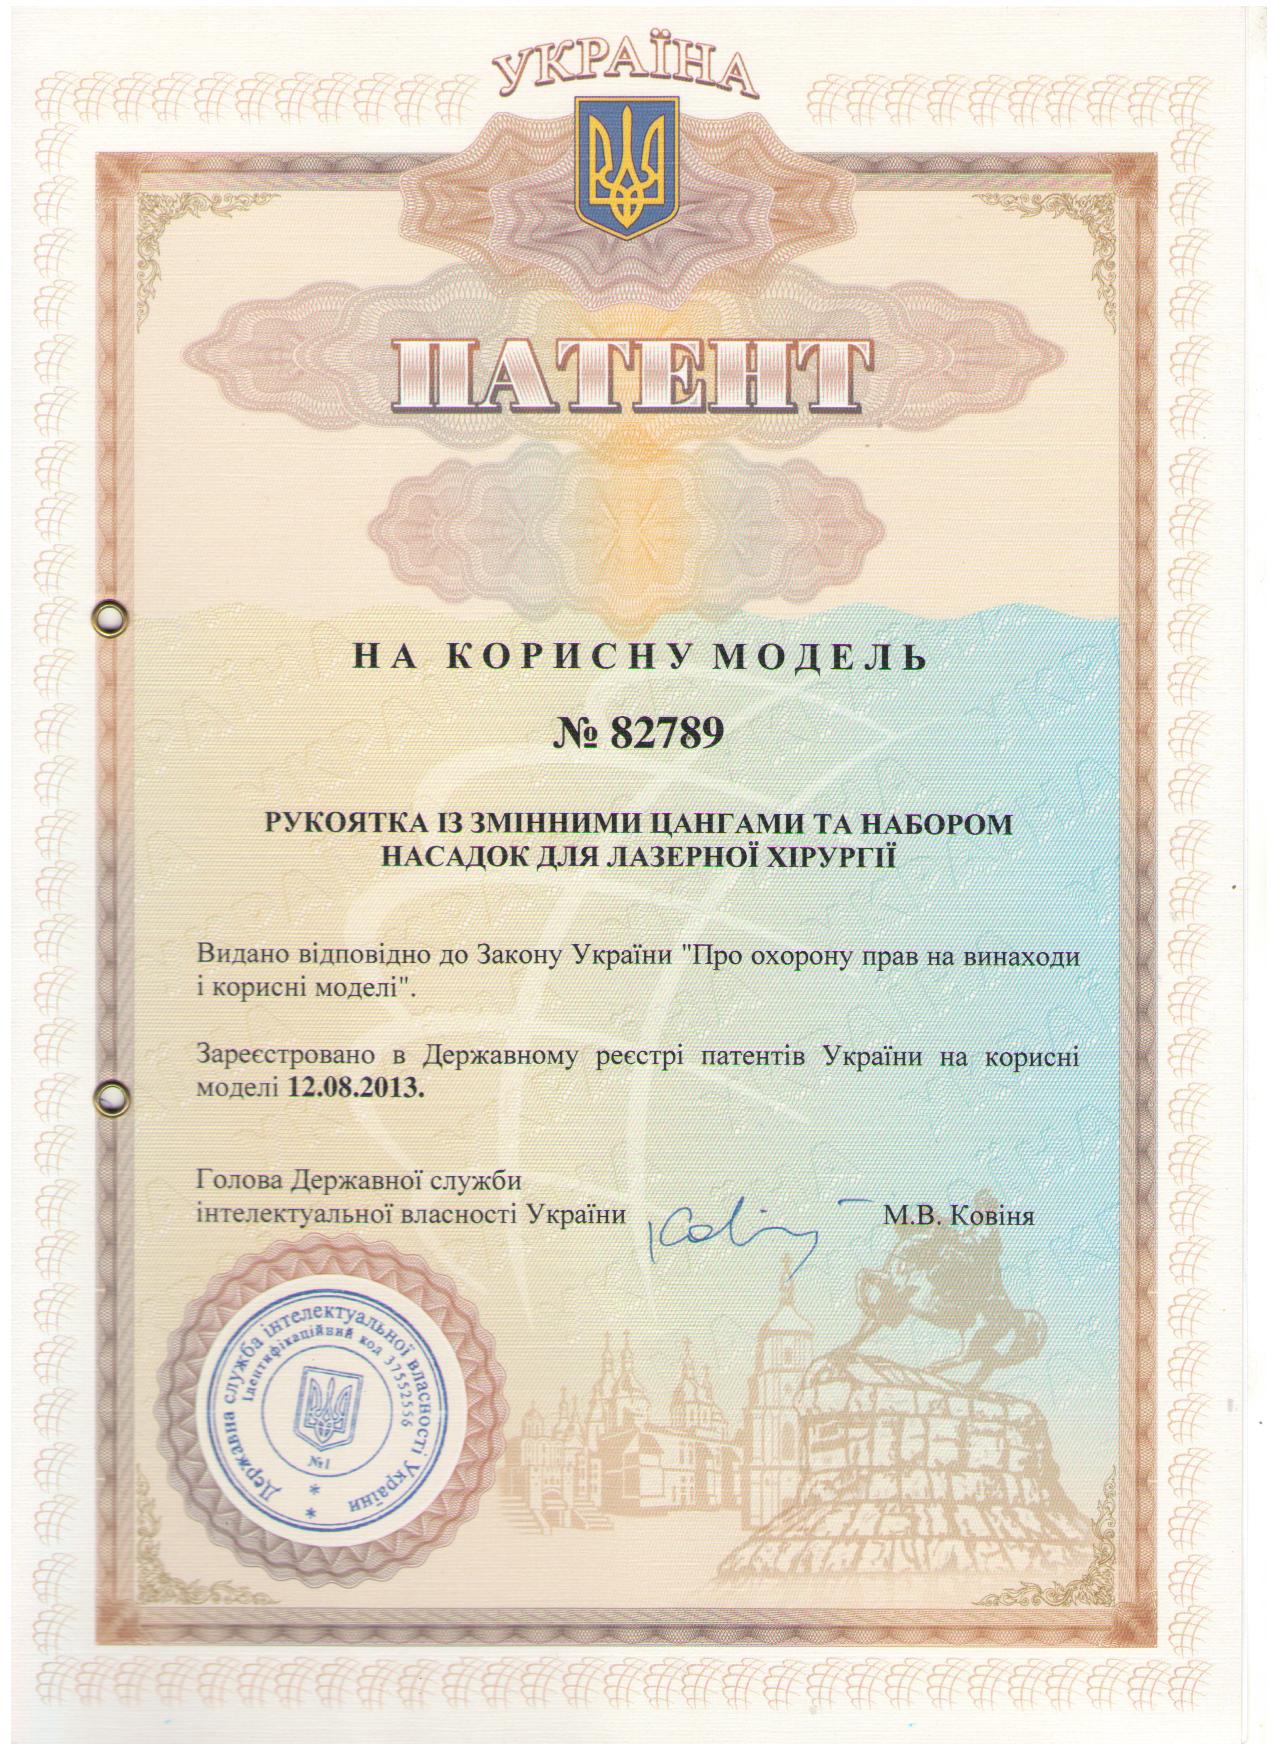 УКРАЇНА
ПАТЕНТ
НА КОРИСНУ МОДЕЛЬ
№ 82789
РУКОЯТКА ІЗ ЗМІННИМИ ЦАНГАМИ ТА НАБОРОМ
НАСАДОК ДЛЯ ЛАЗЕРНОЇ ХІРУРГІЇ
Видано відповідно до Закону України "Про охорону прав на винаходи
і корисні моделі".
Зареєстровано в Державному реєстрі патентів України на корисні
моделі 12.08.2013.
Голова Державної служби
інтелектуальної власності України
М.В. Ковіня
Державна служба інтелектуальної власності України
ідентифікаційний код 37552556
№1